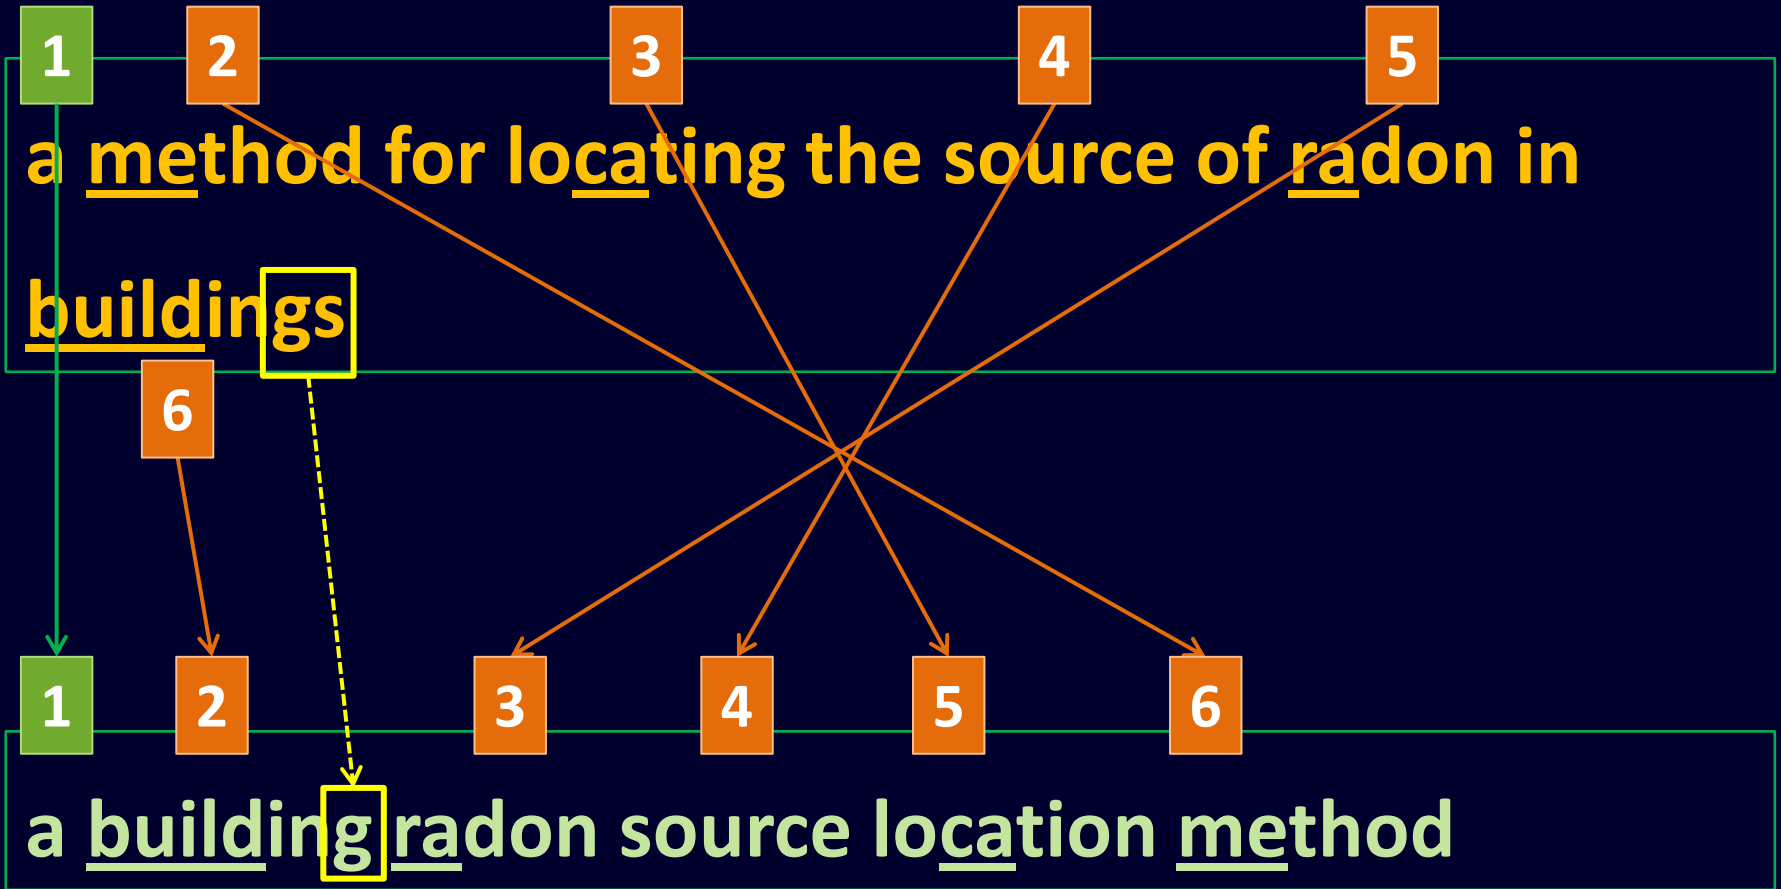 1 2 3 4 5
a method for locating the source of radon in
buildings
6
1 2 3 4 5 6
a building radon source location method